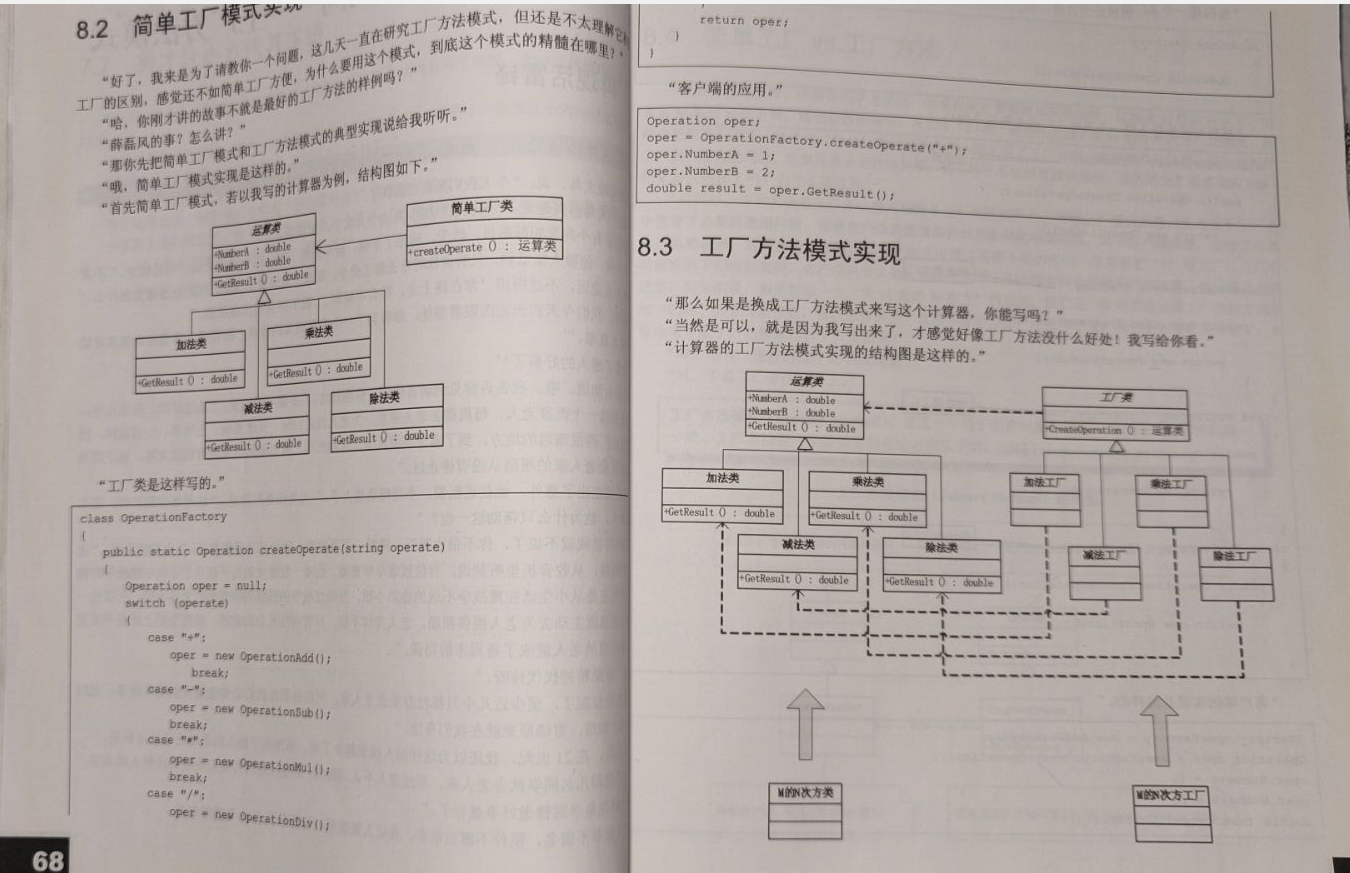 8.2 简单工厂模式实现
“好了，我来是为了请教你一个问题，这几天一直在研究工厂方法模式，但还是不太理解它和
工厂的区别，感觉还不如简单工厂方便，为什么要用这个模式，到底这个模式的精髓在哪里？”
“哈，你刚才讲的故事不就是最好的工厂方法的样例吗？”
“薛磊风的事？怎么讲？”
“那你先把简单工厂模式和工厂方法模式的典型实现说给我听听。”
“哦，简单工厂模式实现是这样的。”
“首先简单工厂模式，若以我写的计算器为例，结构图如下。”
运算类
+NumberA : double
+NumberB : double
+GetResult () : double
简单工厂类
+createOperate () : 运算类
加法类
+GetResult () : double
乘法类
+GetResult () : double
减法类
+GetResult () : double
除法类
+GetResult () : double
“工厂类是这样写的。”
class OperationFactory
{
public static Operation createOperate(string operate)
{
Operation oper = null;
switch (operate)
{
case "+":
oper = new OperationAdd();
break;
case "-":
oper = new OperationSub();
break;
case "*":
oper = new OperationMul();
break;
case "/":
oper = new OperationDiv();
68
return oper;
}
}
“客户端的应用。”
Operation oper;
oper = OperationFactory.createOperate("+");
oper.NumberA = 1;
oper.NumberB = 2;
double result = oper.GetResult();
8.3 工厂方法模式实现
“那么如果是换成工厂方法模式来写这个计算器，你能写吗？”
“当然是可以，就是因为我写出来了，才感觉好像工厂方法没什么好处！我写给你看。”
“计算器的工厂方法模式实现的结构图是这样的。”
运算类
+NumberA : double
+NumberB : double
+GetResult () : double
工厂类
+CreateOperation () : 运算类
加法类
+GetResult () : double
乘法类
+GetResult () : double
减法类
+GetResult () : double
除法类
+GetResult () : double
加法工厂
乘法工厂
减法工厂
除法工厂
M的N次方类
M的N次方工厂